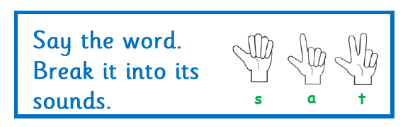 Say the word.
Break it into its
sounds.
s a t